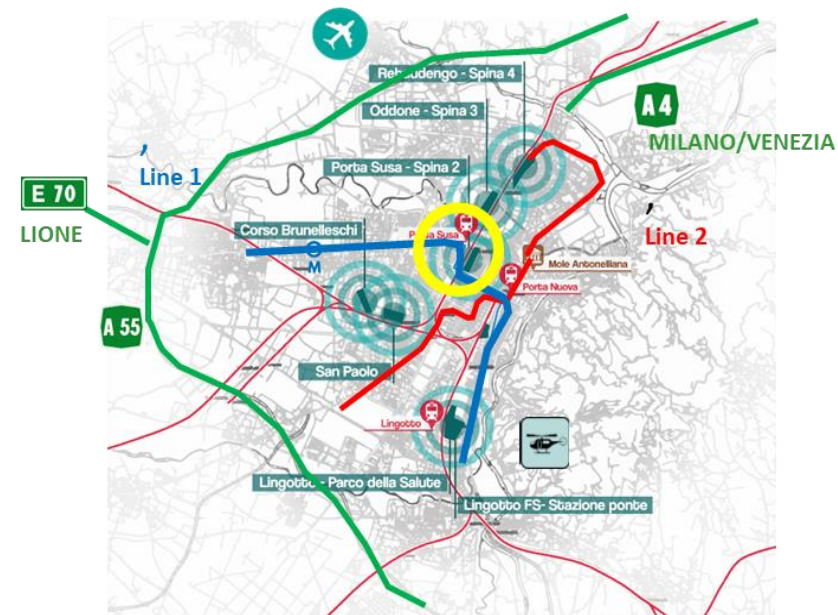 Rebaudengo - Spina 4
Oddone - Spina 3
A 4
MILANO/VENEZIA
,
Line 1
Porta Susa - Spina 2
E 70
LIONE
Corso Brunelleschi
Porta Susa
,
Line 2
M
Mole Antonelliana
Porta Nuova
A 55
San Paolo
Lingotto
Lingotto - Parco della Salute
Lingotto FS- Stazione ponte